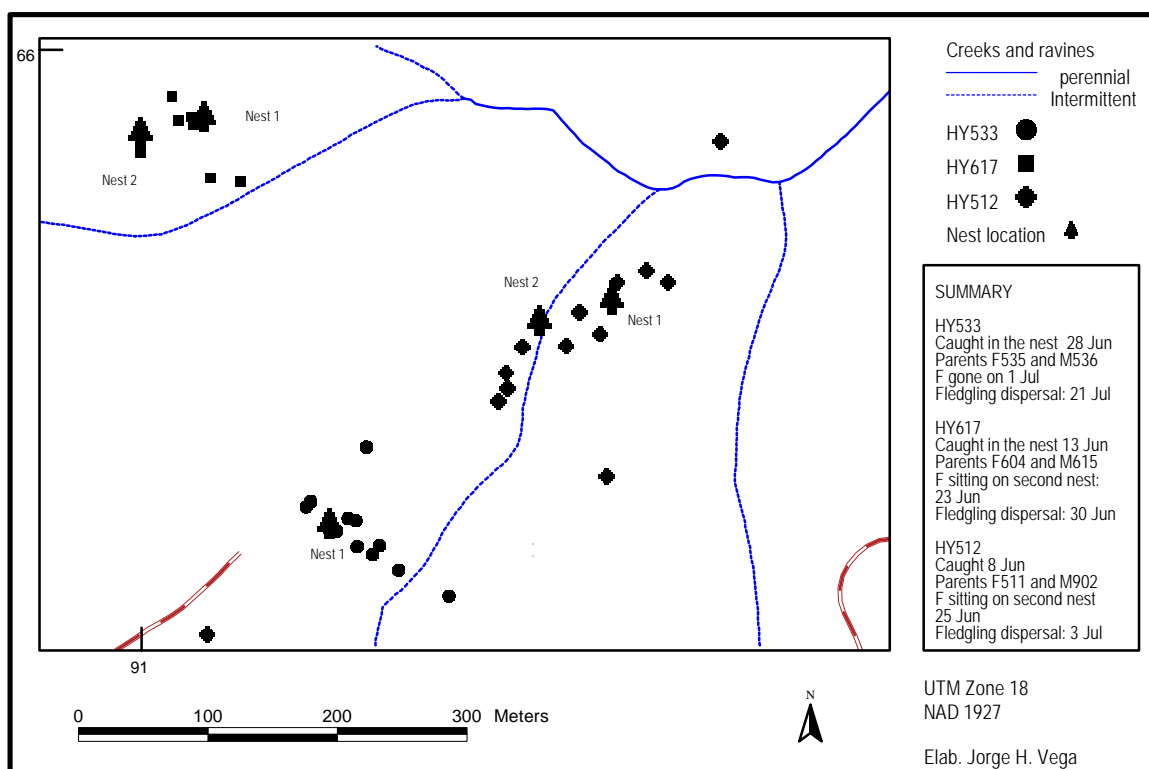 66
Nest 1
Nest 2
Nest 2
Nest 1
Nest 1
91
0 100 200 300 Meters
N
Creeks and ravines
perennial
Intermittent
HY533
HY617
HY512
Nest location
SUMMARY
HY533
Caught in the nest 28 Jun
Parents F535 and M536
F gone on 1 Jul
Fledgling dispersal: 21 Jul
HY617
Caught in the nest 13 Jun
Parents F604 and M615
F sitting on second nest:
23 Jun
Fledgling dispersal: 30 Jun
HY512
Caught 8 Jun
Parents F511 and M902
F sitting on second nest
25 Jun
Fledgling dispersal: 3 Jul
UTM Zone 18
NAD 1927
Elab. Jorge H. Vega